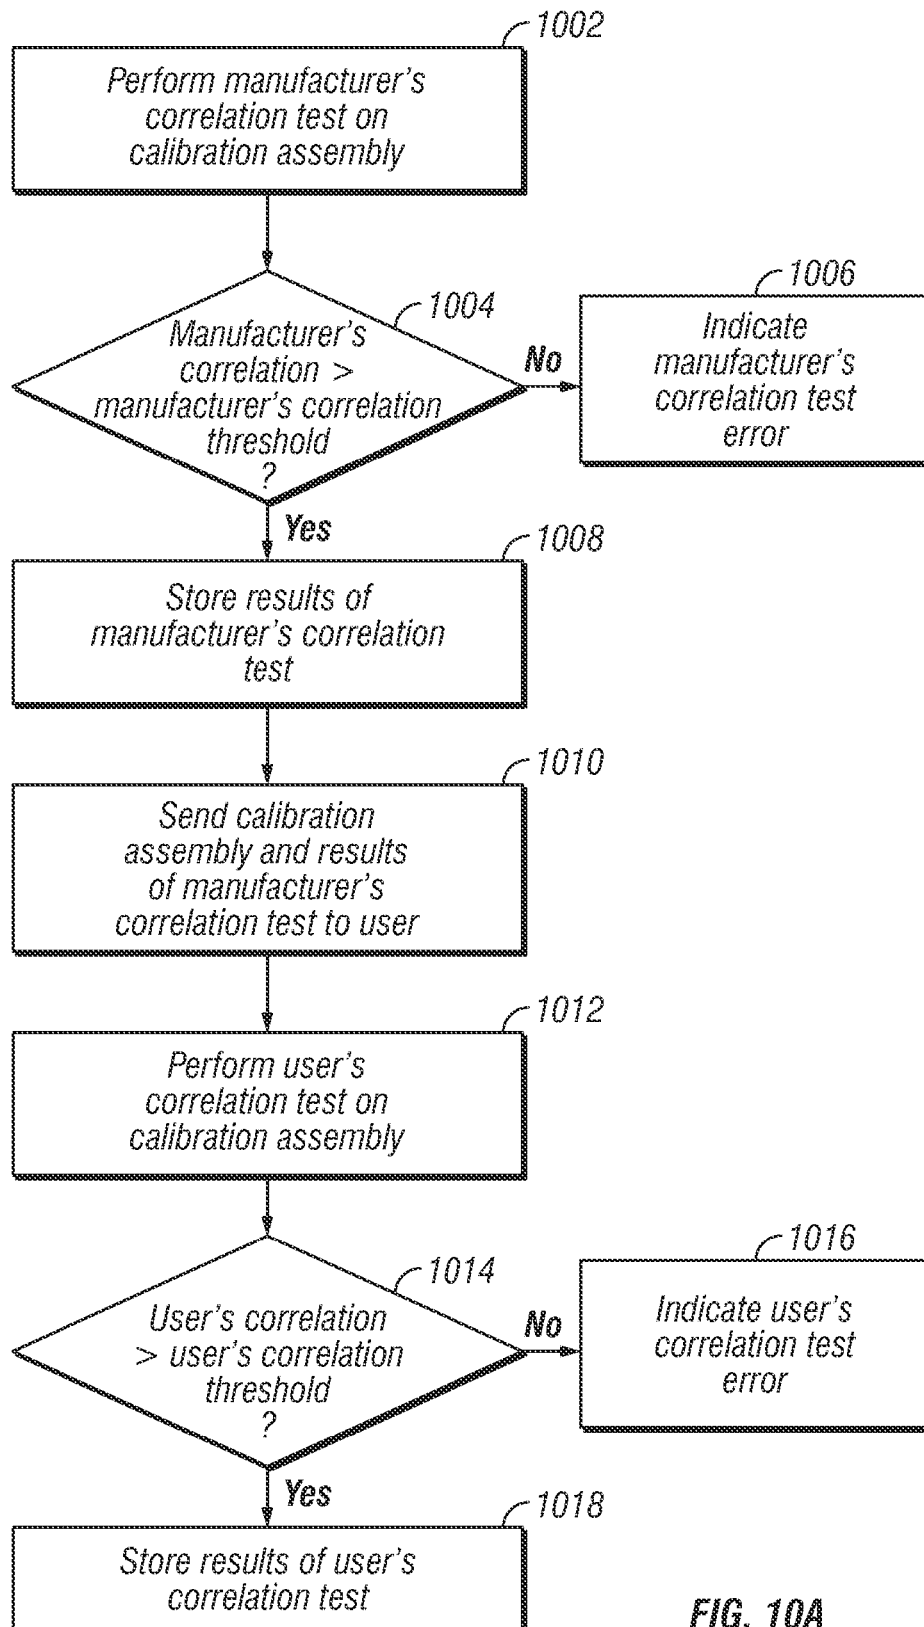 1002
Perform manufacturer's
correlation test on
calibration assembly
1004
Manufacturer's
correlation >
manufacturer's correlation
threshold
?
No
1006
Indicate
manufacturer's
correlation test
error
Yes
1008
Store results of
manufacturer's correlation
test
1010
Send calibration
assembly and results
of manufacturer's
correlation test to user
1012
Perform user's
correlation test on
calibration assembly
1014
User's correlation
> user's correlation
threshold
?
No
1016
Indicate user's
correlation test
error
Yes
1018
Store results of user's
correlation test
FIG. 10A